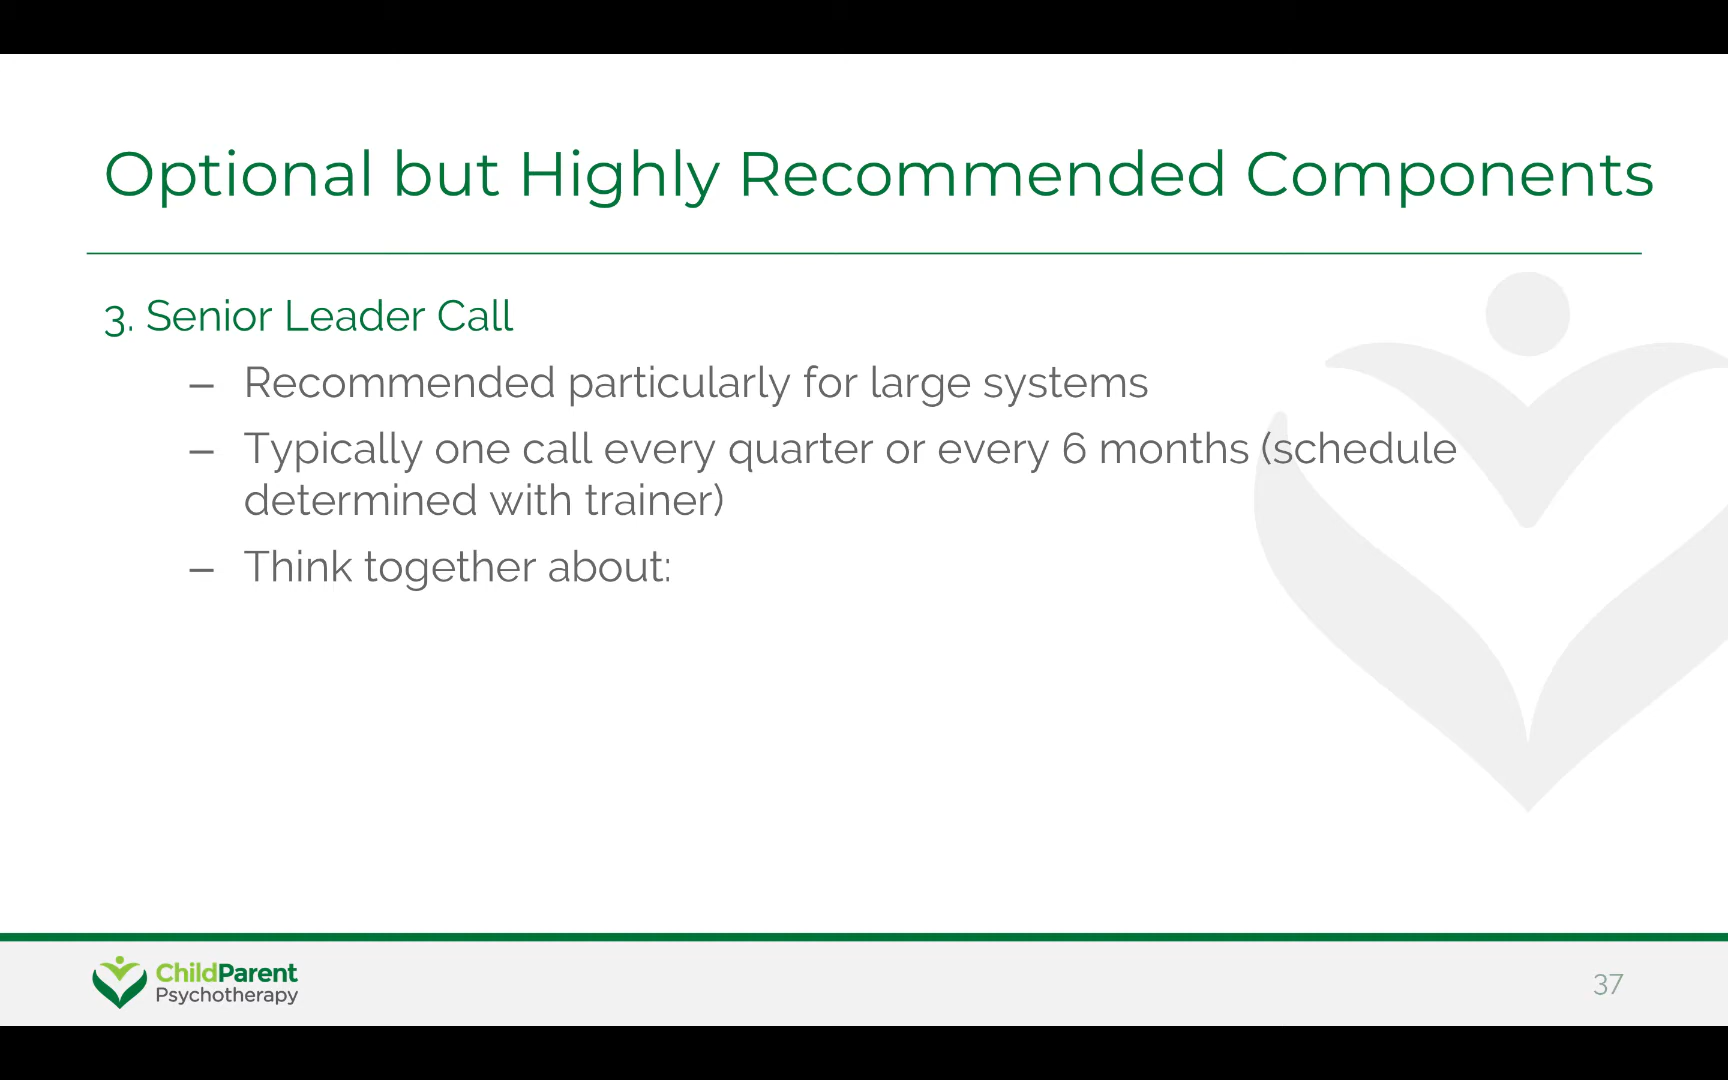 Optional but Highly Recommended Components
3. Senior Leader Call
– Recommended particularly for large systems
– Typically one call every quarter or every 6 months (schedule
determined with trainer)
– Think together about:
ChildParent
Psychotherapy
37